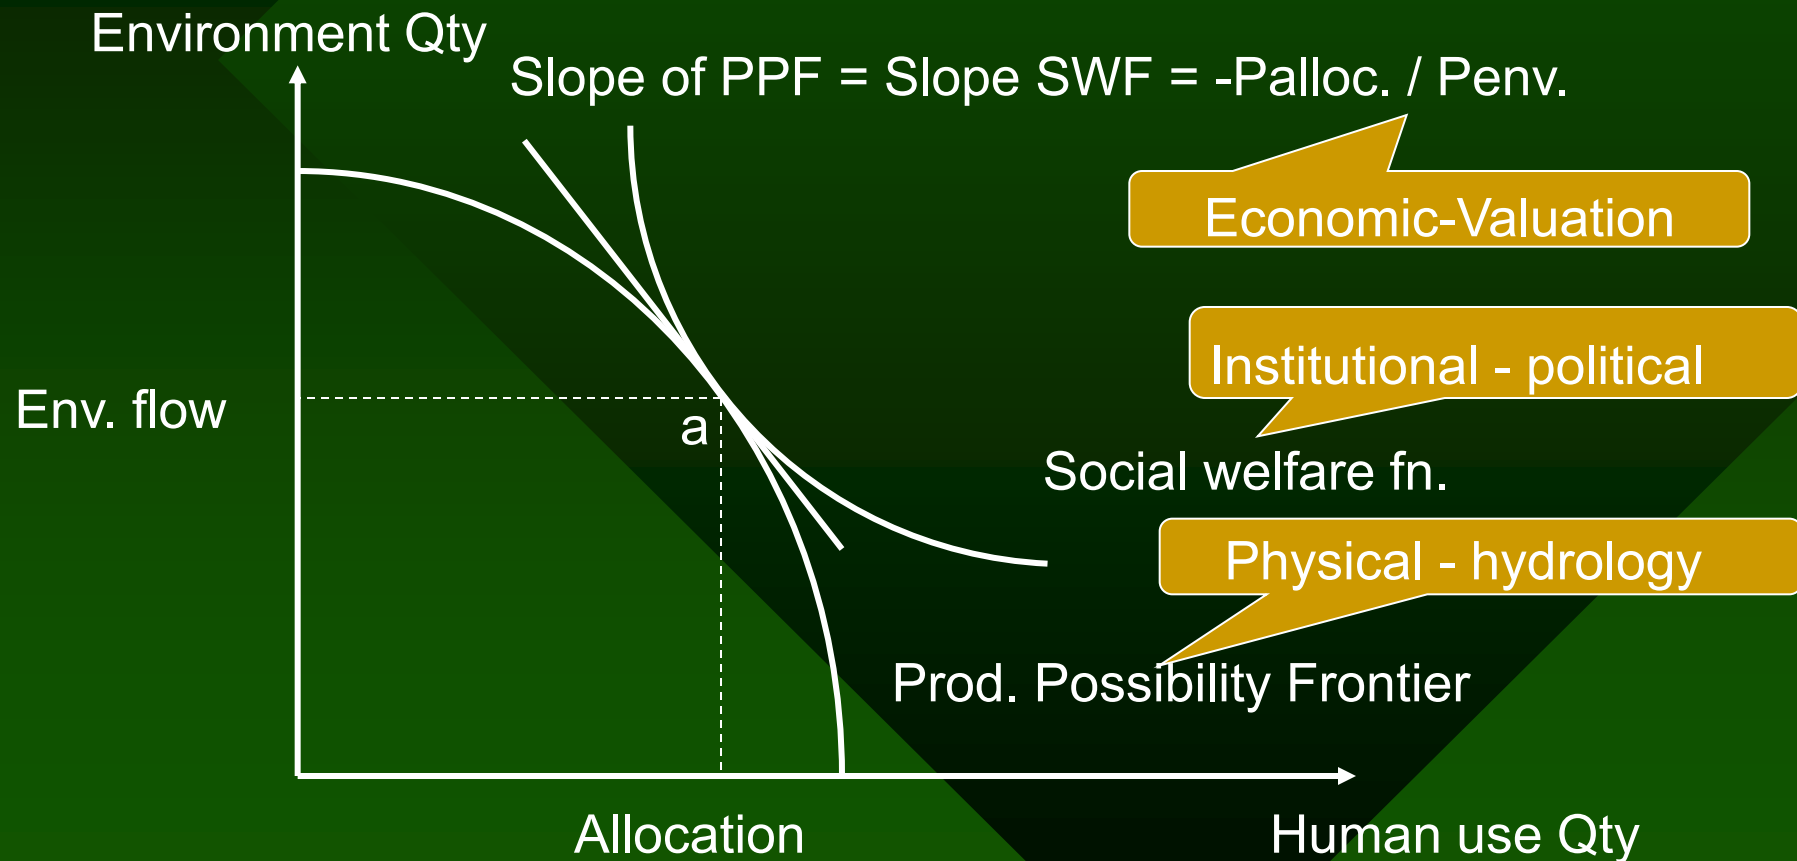 Environment Qty
Slope of PPF = Slope SWF = -Palloc. / Penv.
Economic-Valuation
Institutional - political
Env. flow
a
Social welfare fn.
Physical - hydrology
Prod. Possibility Frontier
Allocation
Human use Qty